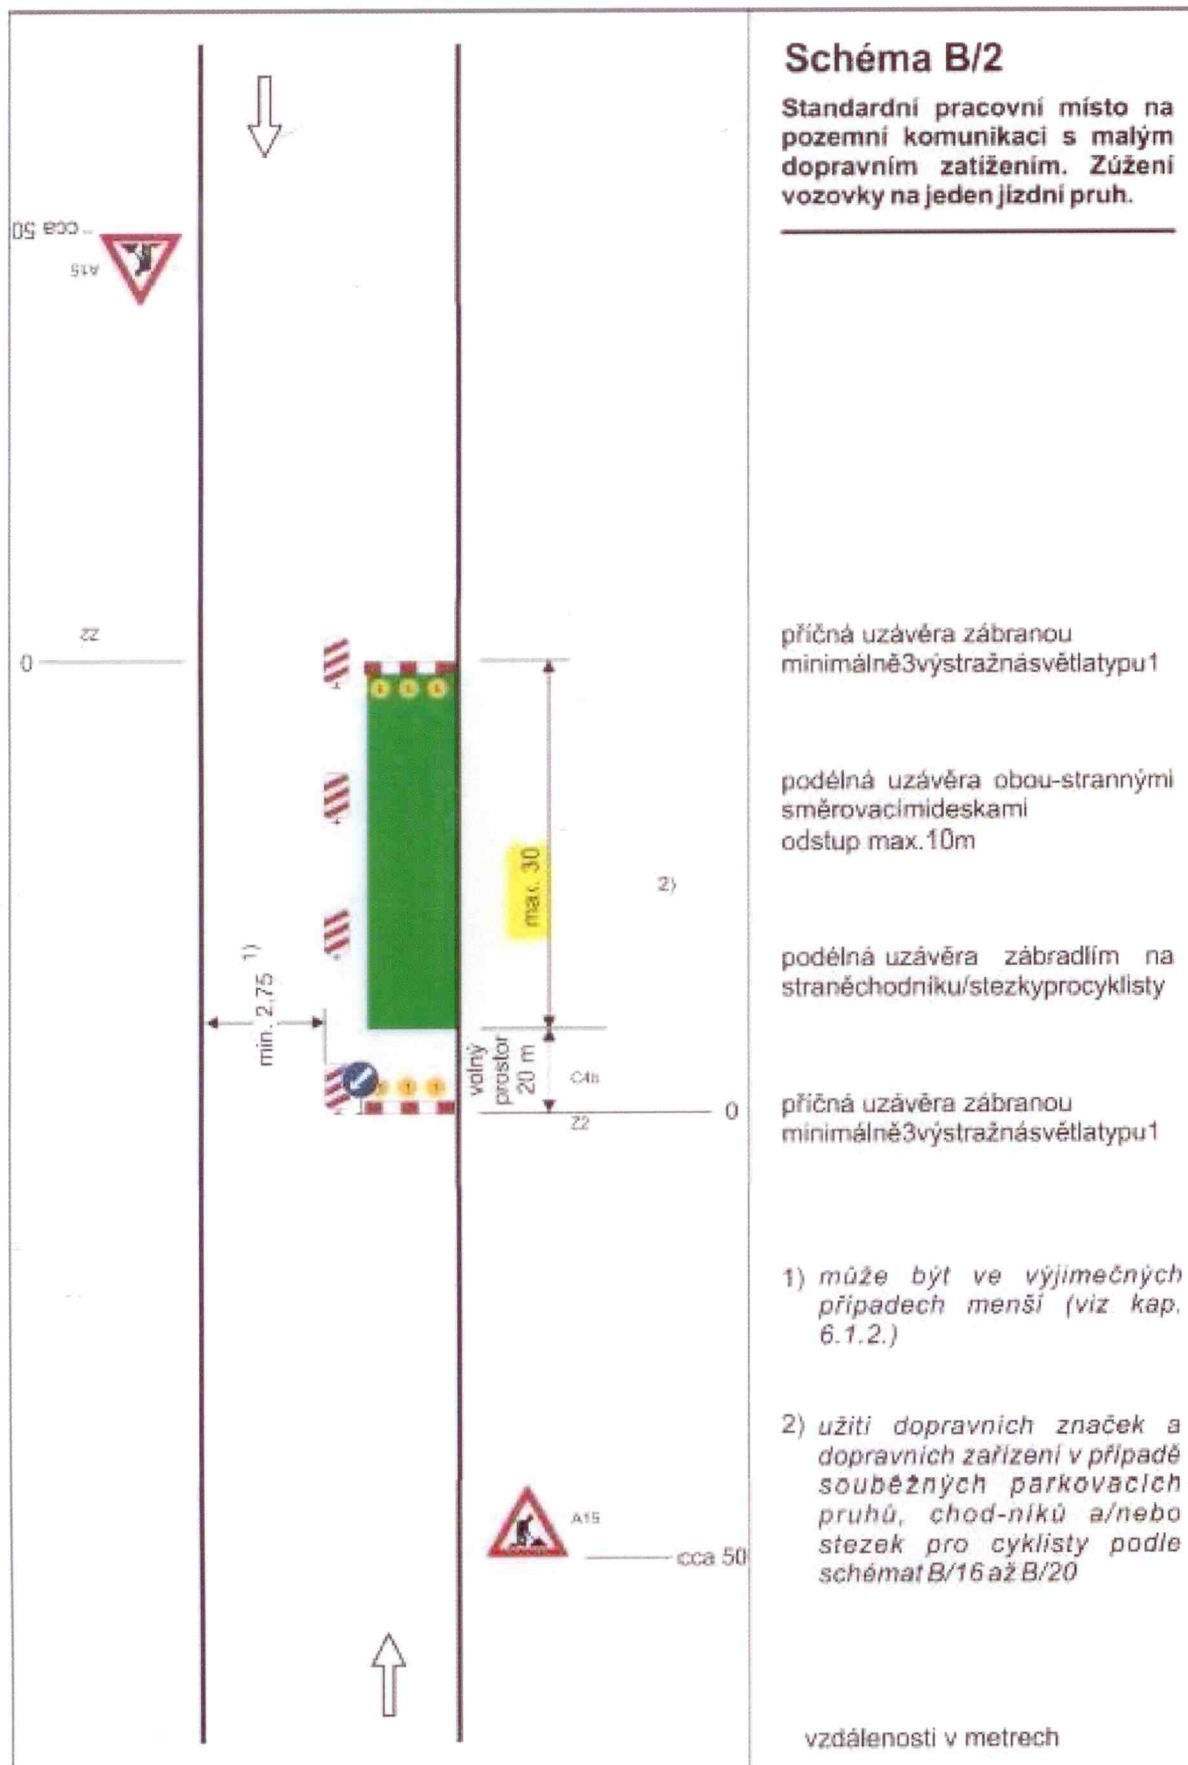 Schéma B/2
Standardní pracovní místo na
pozemní komunikaci s malým
dopravním zatížením. Zúžení
vozovky na jeden jízdní pruh.
cca 50
A15
Z2
0
příčná uzávěra zábranou
minimálně3výstražnásvětlatypu1
podélná uzávěra obou-strannými
směrovacímideskami
odstup max.10m
max. 30
2)
podélná uzávěra zábradlím na
straněchodníku/stezkyprocyklisty
min. 2,75 1)
volný
prostor
20 m
C4b
Z2
0
příčná uzávěra zábranou
minimálně3výstražnásvětlatypu1
1) může být ve výjimečných
případech menší (viz kap.
6.1.2.)
2) užití dopravních značek a
dopravních zařízení v případě
souběžných parkovacích
pruhů, chod-níků a/nebo
stezek pro cyklisty podle
schémat B/16 až B/20
A15
cca 50
vzdálenosti v metrech